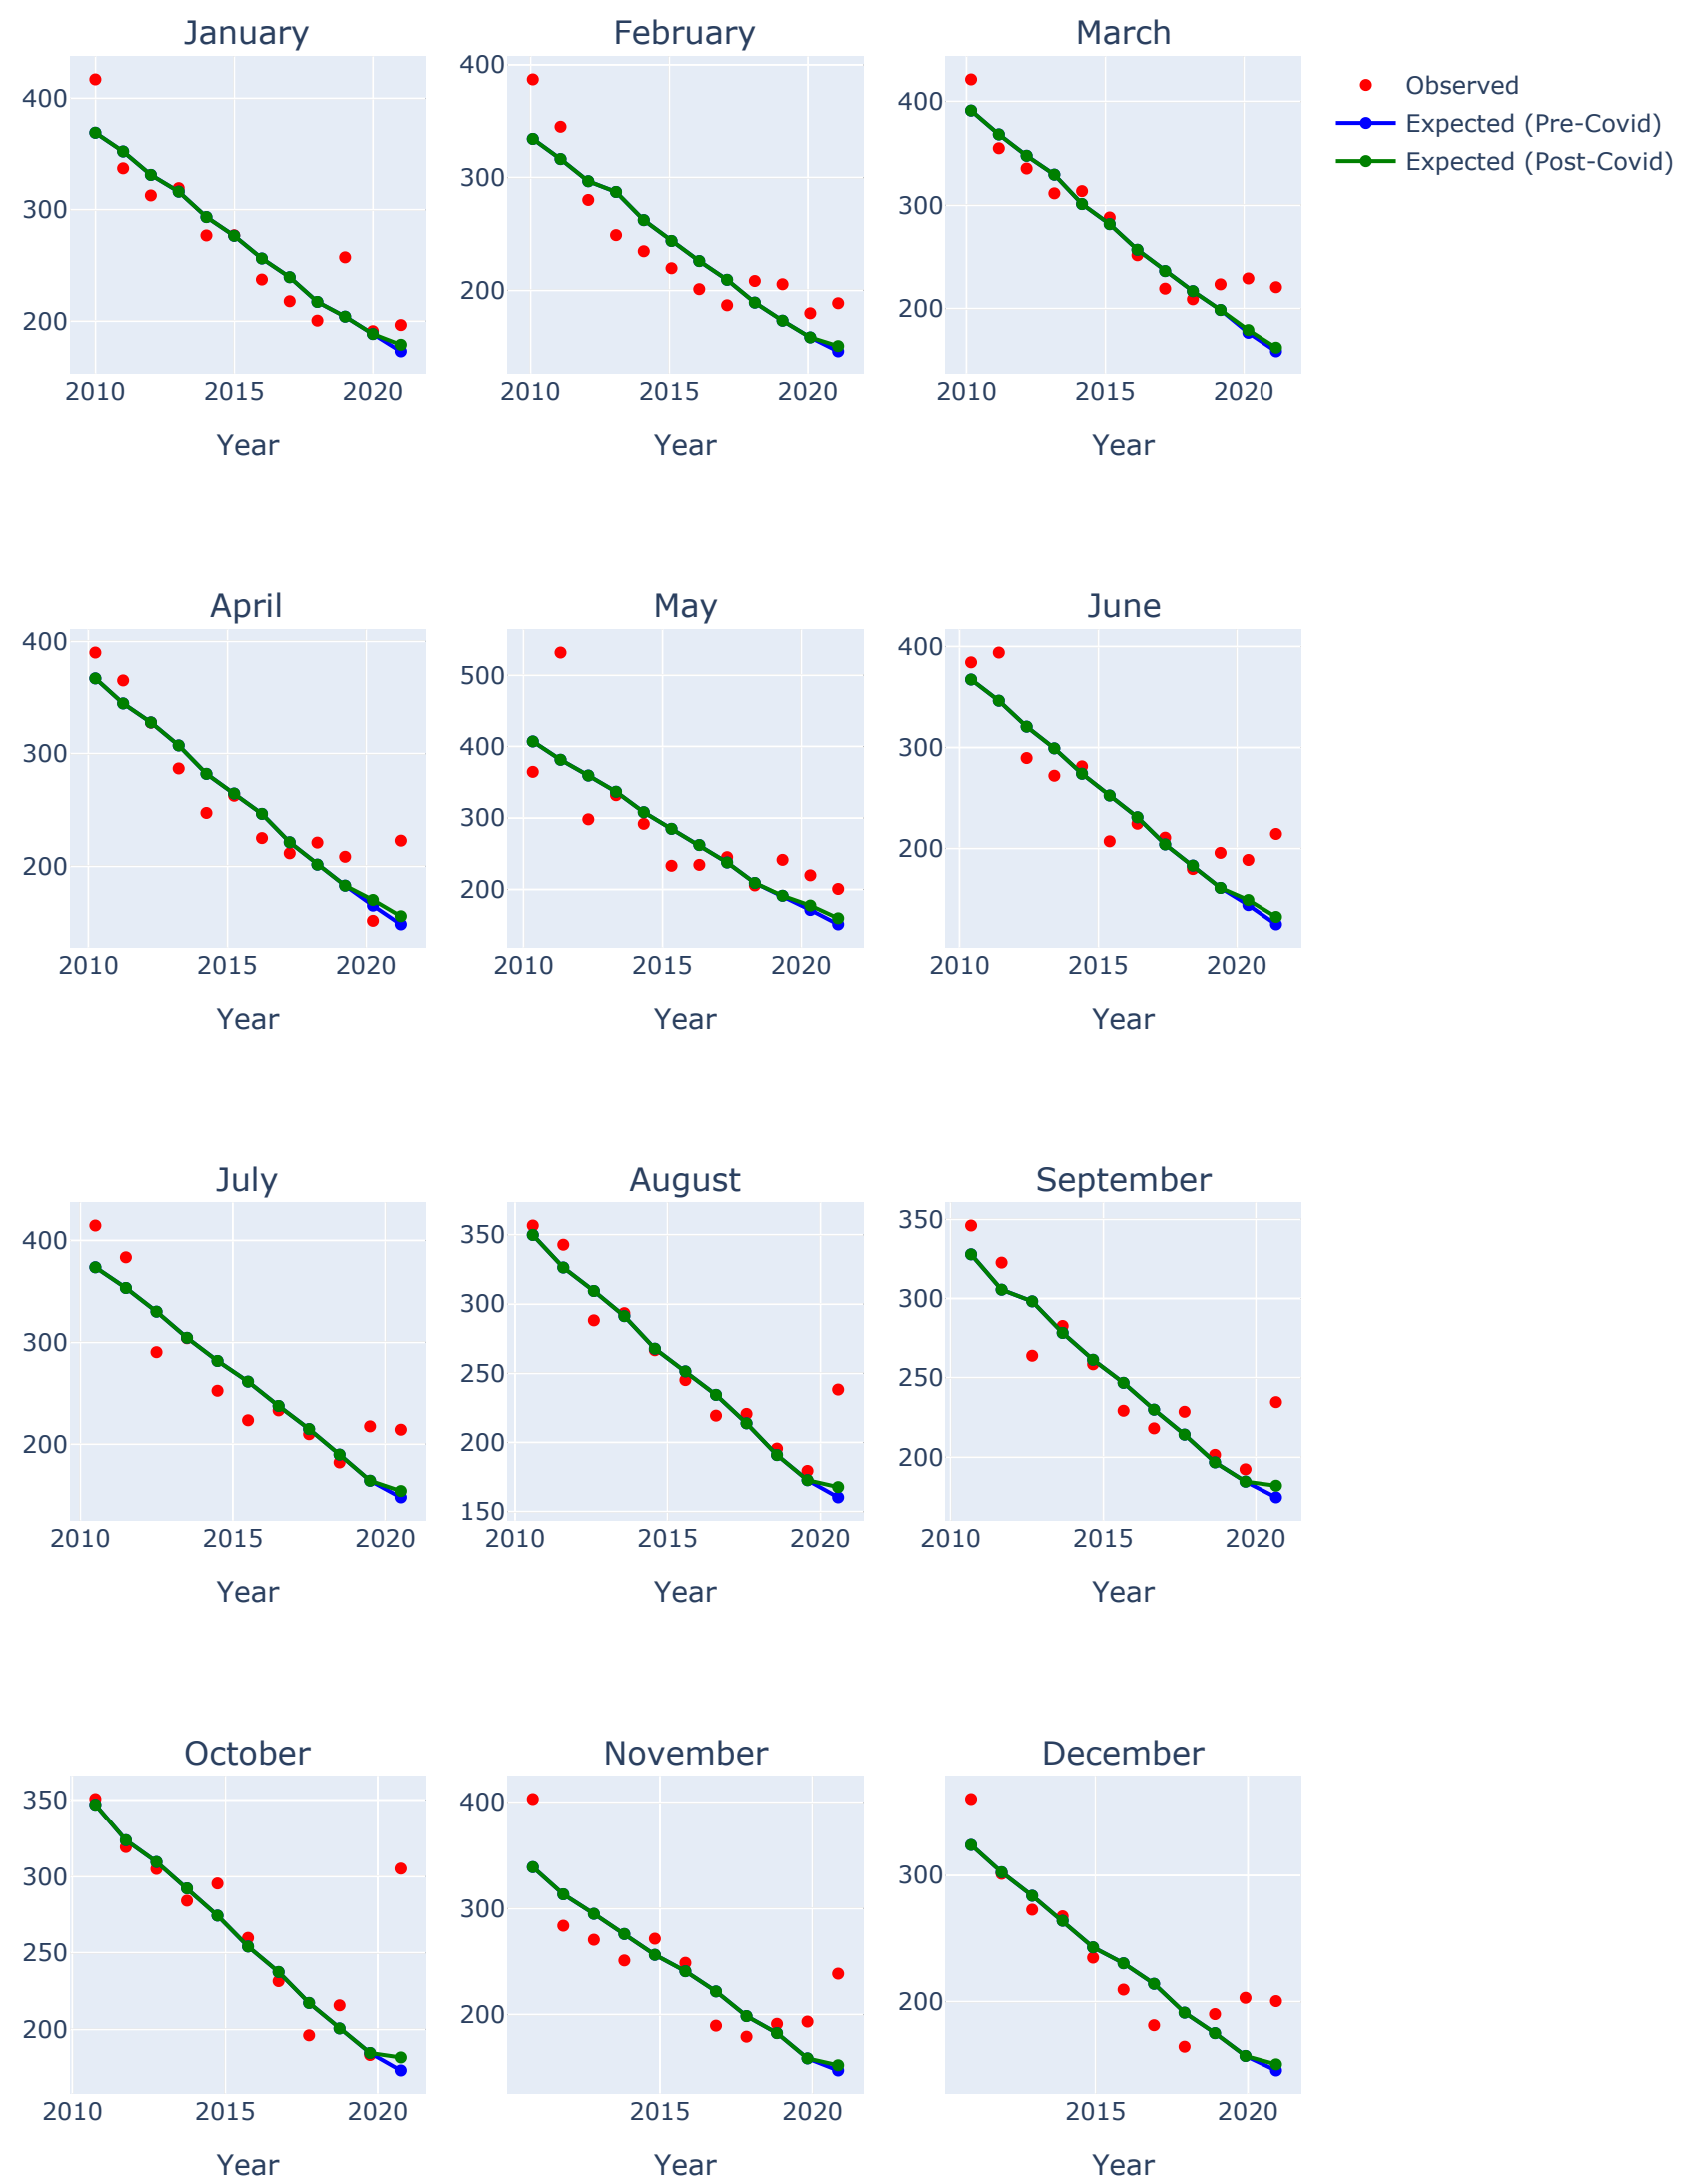 January
February
March
400
300
200
2010
2015
2020
Year
400
300
200
2010
2015
2020
Year
400
300
200
2010
2015
2020
Year
Observed
Expected (Pre-Covid)
Expected (Post-Covid)
April
May
June
400
300
200
2010
2015
2020
Year
500
400
300
200
2010
2015
2020
Year
400
300
200
2010
2015
2020
Year
July
August
September
400
300
200
2010
2015
2020
Year
350
300
250
200
150
2010
2015
2020
Year
350
300
250
200
2010
2015
2020
Year
October
November
December
350
300
250
200
2010
2015
2020
Year
400
300
200
2015
2020
Year
300
200
2015
2020
Year